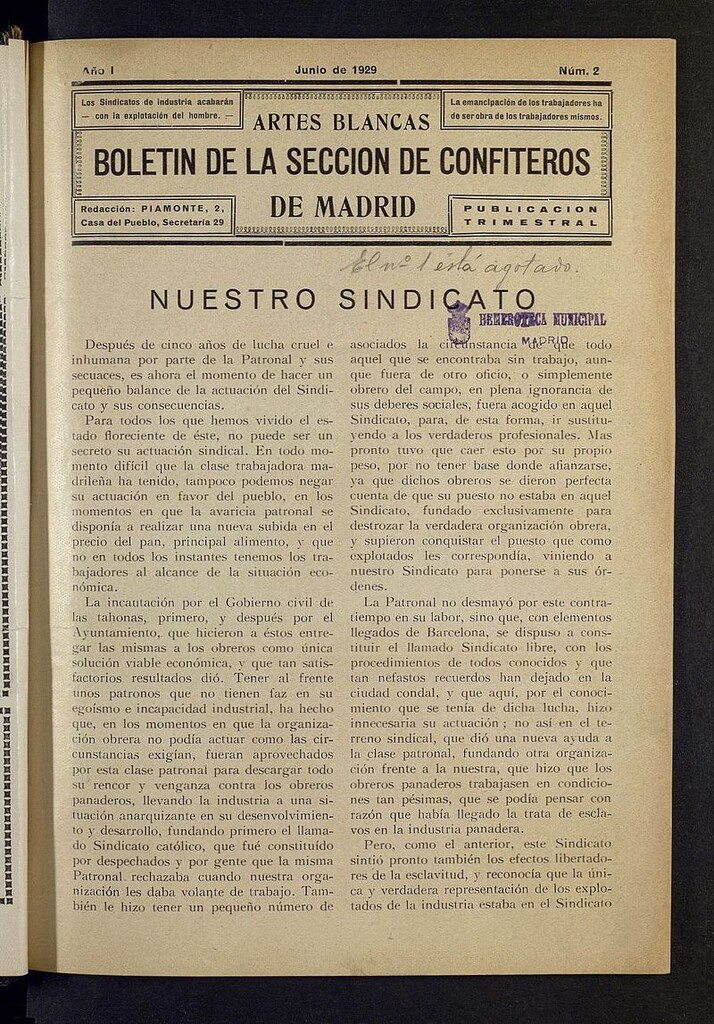 Año I
Junio de 1929
Núm. 2
Los Sindicatos de industria acabarán
— con la explotación del hombre. —
La emancipación de los trabajadores ha
de ser obra de los trabajadores mismos.
ARTES BLANCAS
BOLETIN DE LA SECCION DE CONFITEROS
DE MADRID
Redacción: PIAMONTE, 2,
Casa del Pueblo, Secretaría 29
PUBLICACION
TRIMESTRAL
El nº 1 está agotado.
NUESTRO SINDICATO
HEMEROTECA MUNICIPAL
MADRID
Después de cinco años de lucha cruel e
inhumana por parte de la Patronal y sus
secuaces, es ahora el momento de hacer un
pequeño balance de la actuación del Sindi-
cato y sus consecuencias.
Para todos los que hemos vivido el es-
tado floreciente de éste, no puede ser un
secreto su actuación sindical. En todo mo-
mento difícil que la clase trabajadora ma-
drileña ha tenido, tampoco podemos negar
su actuación en favor del pueblo, en los
momentos en que la avaricia patronal se
disponía a realizar una nueva subida en el
precio del pan, principal alimento, y que
no en todos los instantes tenemos los tra-
bajadores al alcance de la situación eco-
nómica.
La incautación por el Gobierno civil de
las tahonas, primero, y después por el
Ayuntamiento, que hicieron a éstos entre-
gar las mismas a los obreros como única
solución viable económica, y que tan satis-
factorios resultados dió. Tener al frente
unos patronos que no tienen faz en su
egoísmo e incapacidad industrial, ha hecho
que, en los momentos en que la organiza-
ción obrera no podía actuar como las cir-
cunstancias exigían, fueran aprovechados
por esta clase patronal para descargar todo
su rencor y venganza contra los obreros
panaderos, llevando la industria a una si-
tuación anarquizante en su desenvolvimien-
to y desarrollo, fundando primero el llama-
do Sindicato católico, que fué constituído
por despechados y por gente que la misma
Patronal rechazaba cuando nuestra orga-
nización les daba volante de trabajo. Tam-
bién le hizo tener un pequeño número de
asociados la circunstancia de que todo
aquel que se encontraba sin trabajo, aun-
que fuera de otro oficio, o simplemente
obrero del campo, en plena ignorancia de
sus deberes sociales, fuera acogido en aquel
Sindicato, para, de esta forma, ir sustitu-
yendo a los verdaderos profesionales. Mas
pronto tuvo que caer esto por su propio
peso, por no tener base donde afianzarse,
ya que dichos obreros se dieron perfecta
cuenta de que su puesto no estaba en aquel
Sindicato, fundado exclusivamente para
destrozar la verdadera organización obrera,
y supieron conquistar el puesto que como
explotados les correspondía, viniendo a
nuestro Sindicato para ponerse a sus ór-
denes.
La Patronal no desmayó por este contra-
tiempo en su labor, sino que, con elementos
llegados de Barcelona, se dispuso a cons-
tituir el llamado Sindicato libre, con los
procedimientos de todos conocidos y que
tan nefastos recuerdos han dejado en la
ciudad condal, y que aquí, por el conoci-
miento que se tenía de dicha lucha, hizo
innecesaria su actuación; no así en el te-
rreno sindical, que dió una nueva ayuda a
la clase patronal, fundando otra organiza-
ción frente a la nuestra, que hizo que los
obreros panaderos trabajasen en condicio-
nes tan pésimas, que se podía pensar con
razón que había llegado la trata de escla-
vos en la industria panadera.
Pero, como el anterior, este Sindicato
sintió pronto también los efectos libertado-
res de la esclavitud, y reconocía que la úni-
ca y verdadera representación de los explo-
tados de la industria estaba en el Sindicato